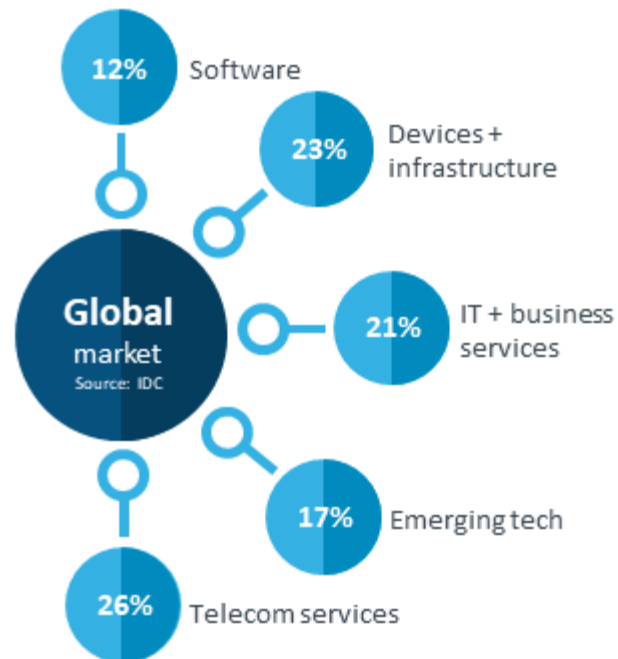 12%
Software
23%
Devices +
infrastructure
Global
market
Source: IDC
21%
IT + business
services
17%
Emerging tech
26%
Telecom services